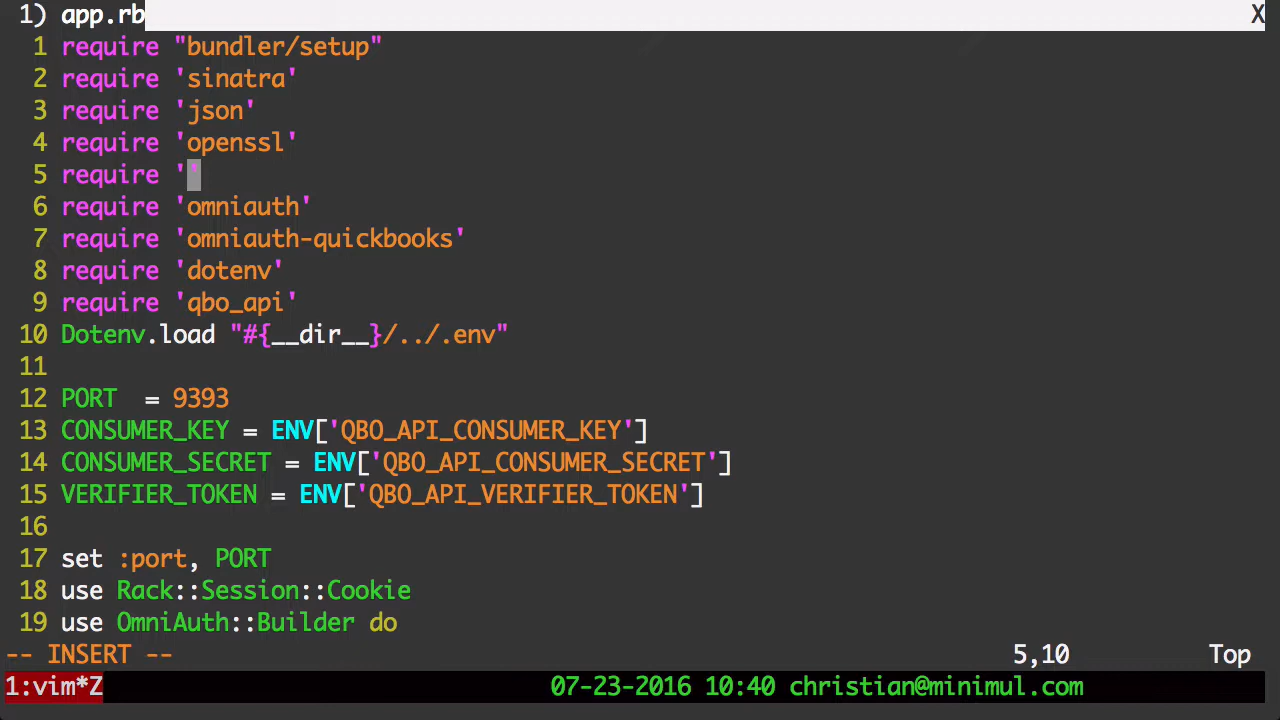 1) app.rb X
1 require "bundler/setup"
2 require 'sinatra'
3 require 'json'
4 require 'openssl'
5 require ''
6 require 'omniauth'
7 require 'omniauth-quickbooks'
8 require 'dotenv'
9 require 'qbo_api'
10 Dotenv.load "#{__dir__}/../.env"
11
12 PORT  = 9393
13 CONSUMER_KEY = ENV['QBO_API_CONSUMER_KEY']
14 CONSUMER_SECRET = ENV['QBO_API_CONSUMER_SECRET']
15 VERIFIER_TOKEN = ENV['QBO_API_VERIFIER_TOKEN']
16
17 set :port, PORT
18 use Rack::Session::Cookie
19 use OmniAuth::Builder do
-- INSERT -- 5,10 Top
1:vim*Z 07-23-2016 10:40 christian@minimul.com